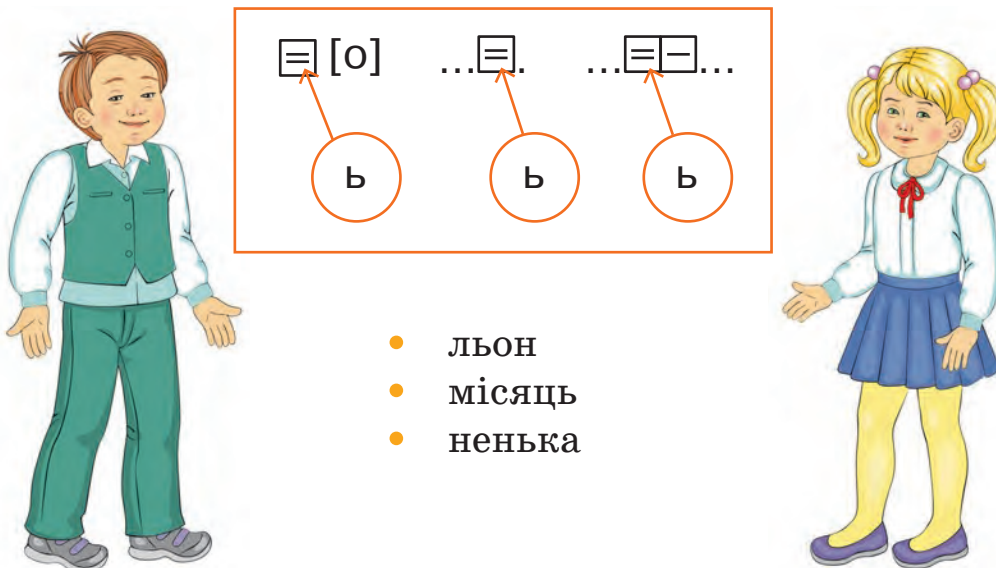 [о] ... . ... ...
ь ь ь
• льон
• місяць
• ненька